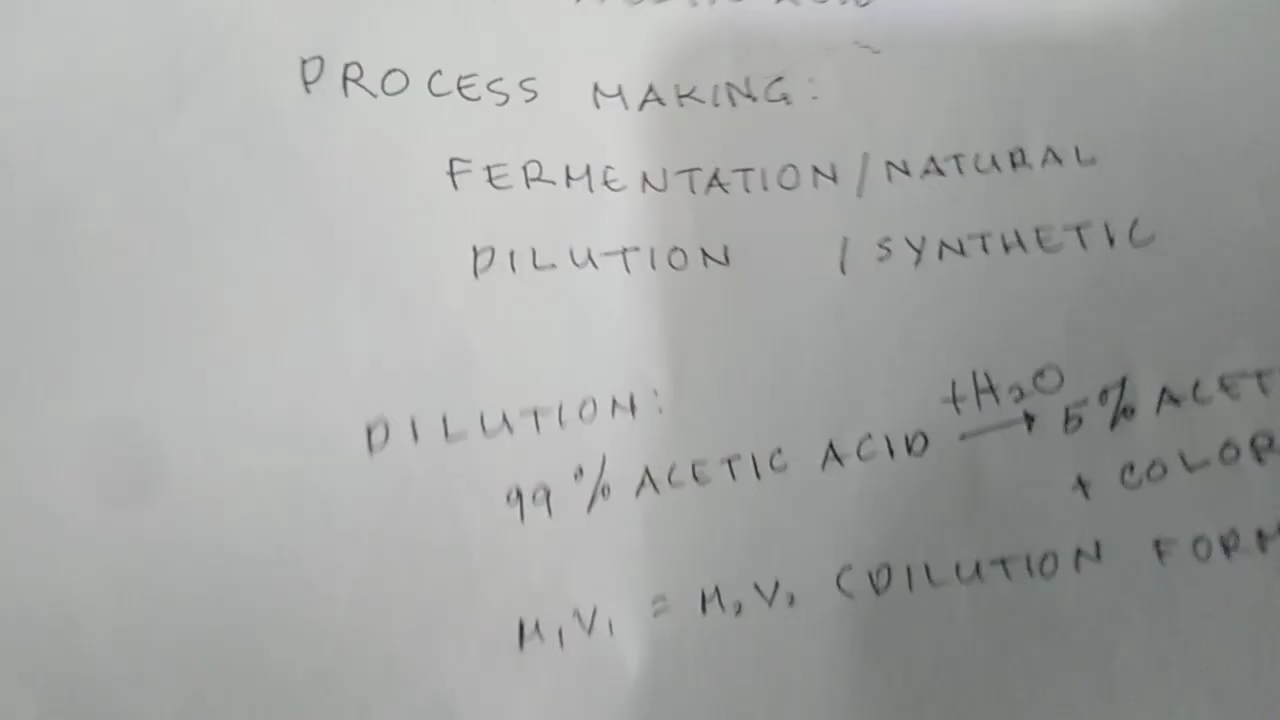 PROCESS MAKING:
FERMENTATION / NATURAL
DILUTION / SYNTHETIC
DILUTION:
+H₂O
99% ACETIC ACID → 5% ACET
+ COLOR
M₁V₁ = M₂V₂ (DILUTION FORM